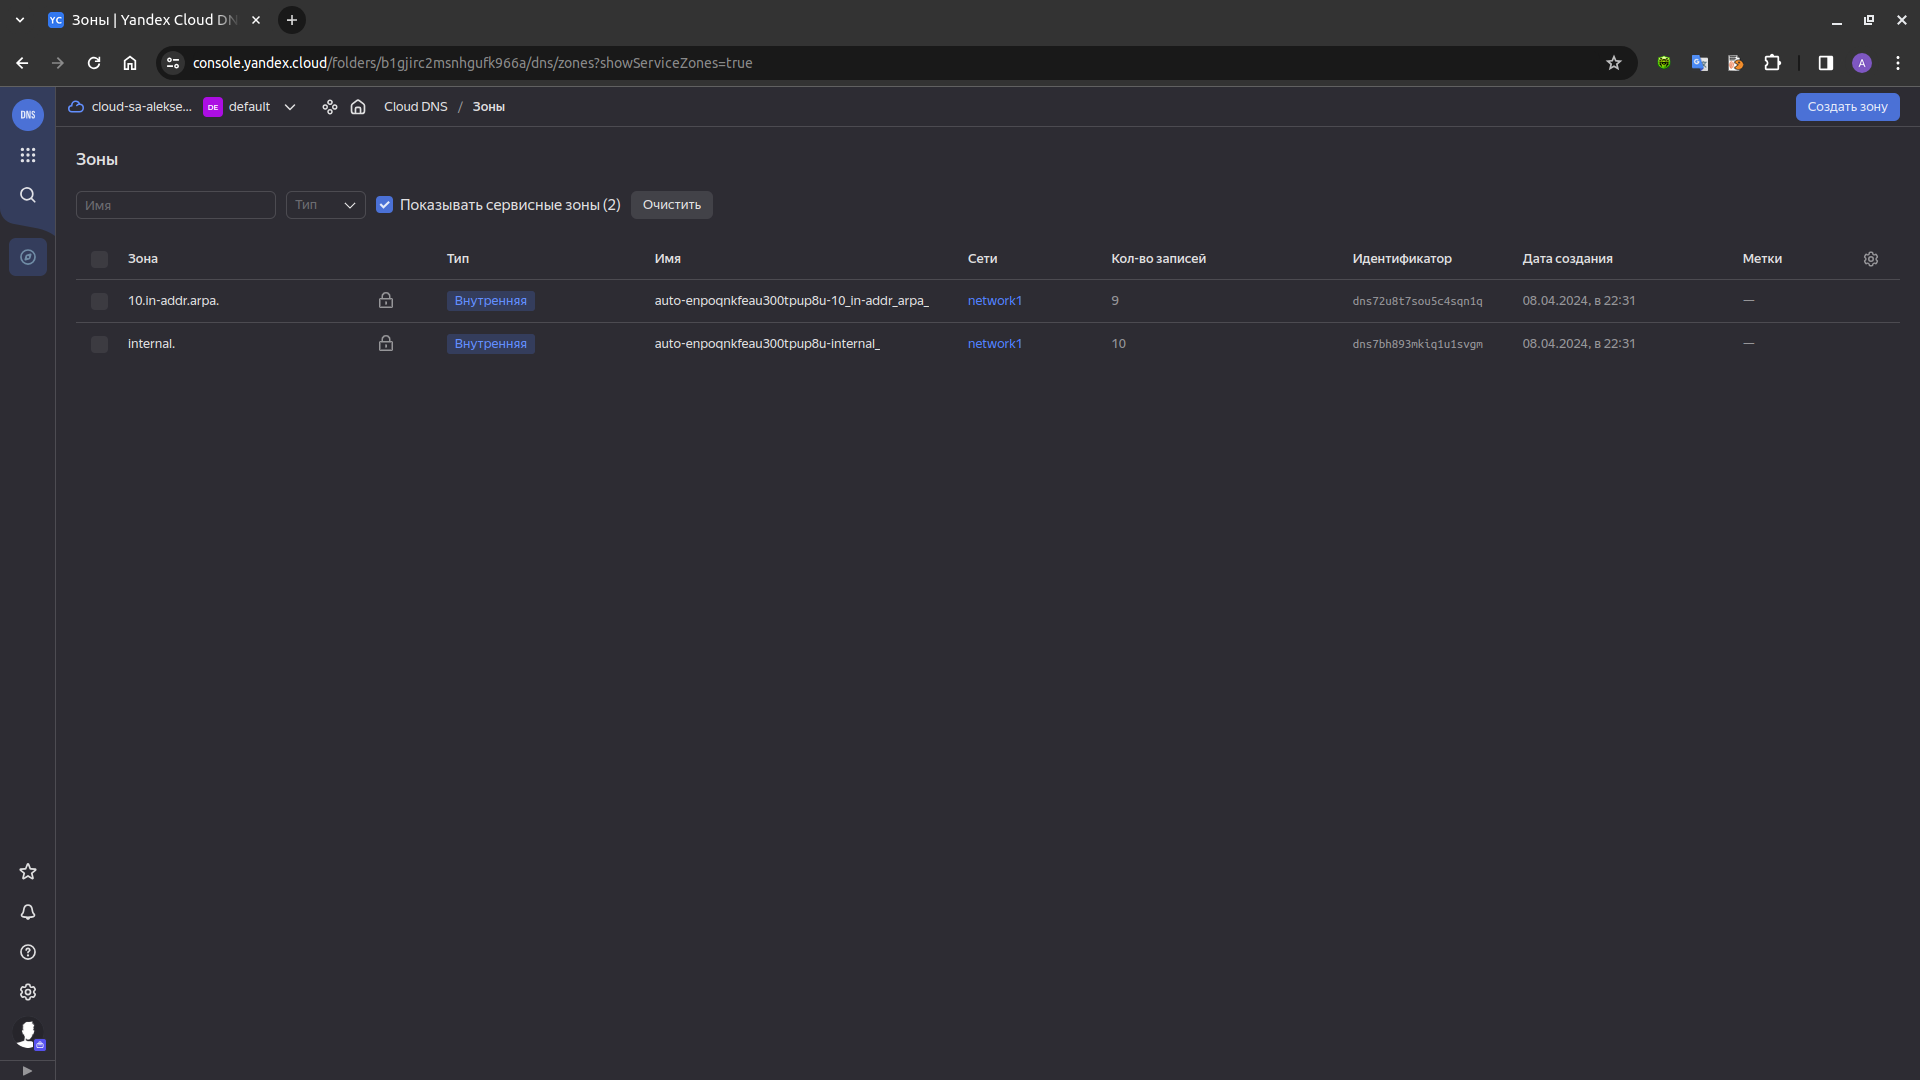 YC Зоны | Yandex Cloud DN
console.yandex.cloud/folders/b1gjirc2msnhgufk966a/dns/zones?showServiceZones=true
A
DNS
cloud-sa-alekse... DE default Cloud DNS / Зоны Создать зону
Зоны
Имя Тип Показывать сервисные зоны (2) Очистить
Зона Тип Имя Сети Кол-во записей Идентификатор Дата создания Метки
10.in-addr.arpa. Внутренняя auto-enpoqnkfeau300tpup8u-10_in-addr_arpa_ network1 9 dns72u8t7sou5c4sqn1q 08.04.2024, в 22:31 —
internal. Внутренняя auto-enpoqnkfeau300tpup8u-internal_ network1 10 dns7bh893mkiq1u1svgm 08.04.2024, в 22:31 —